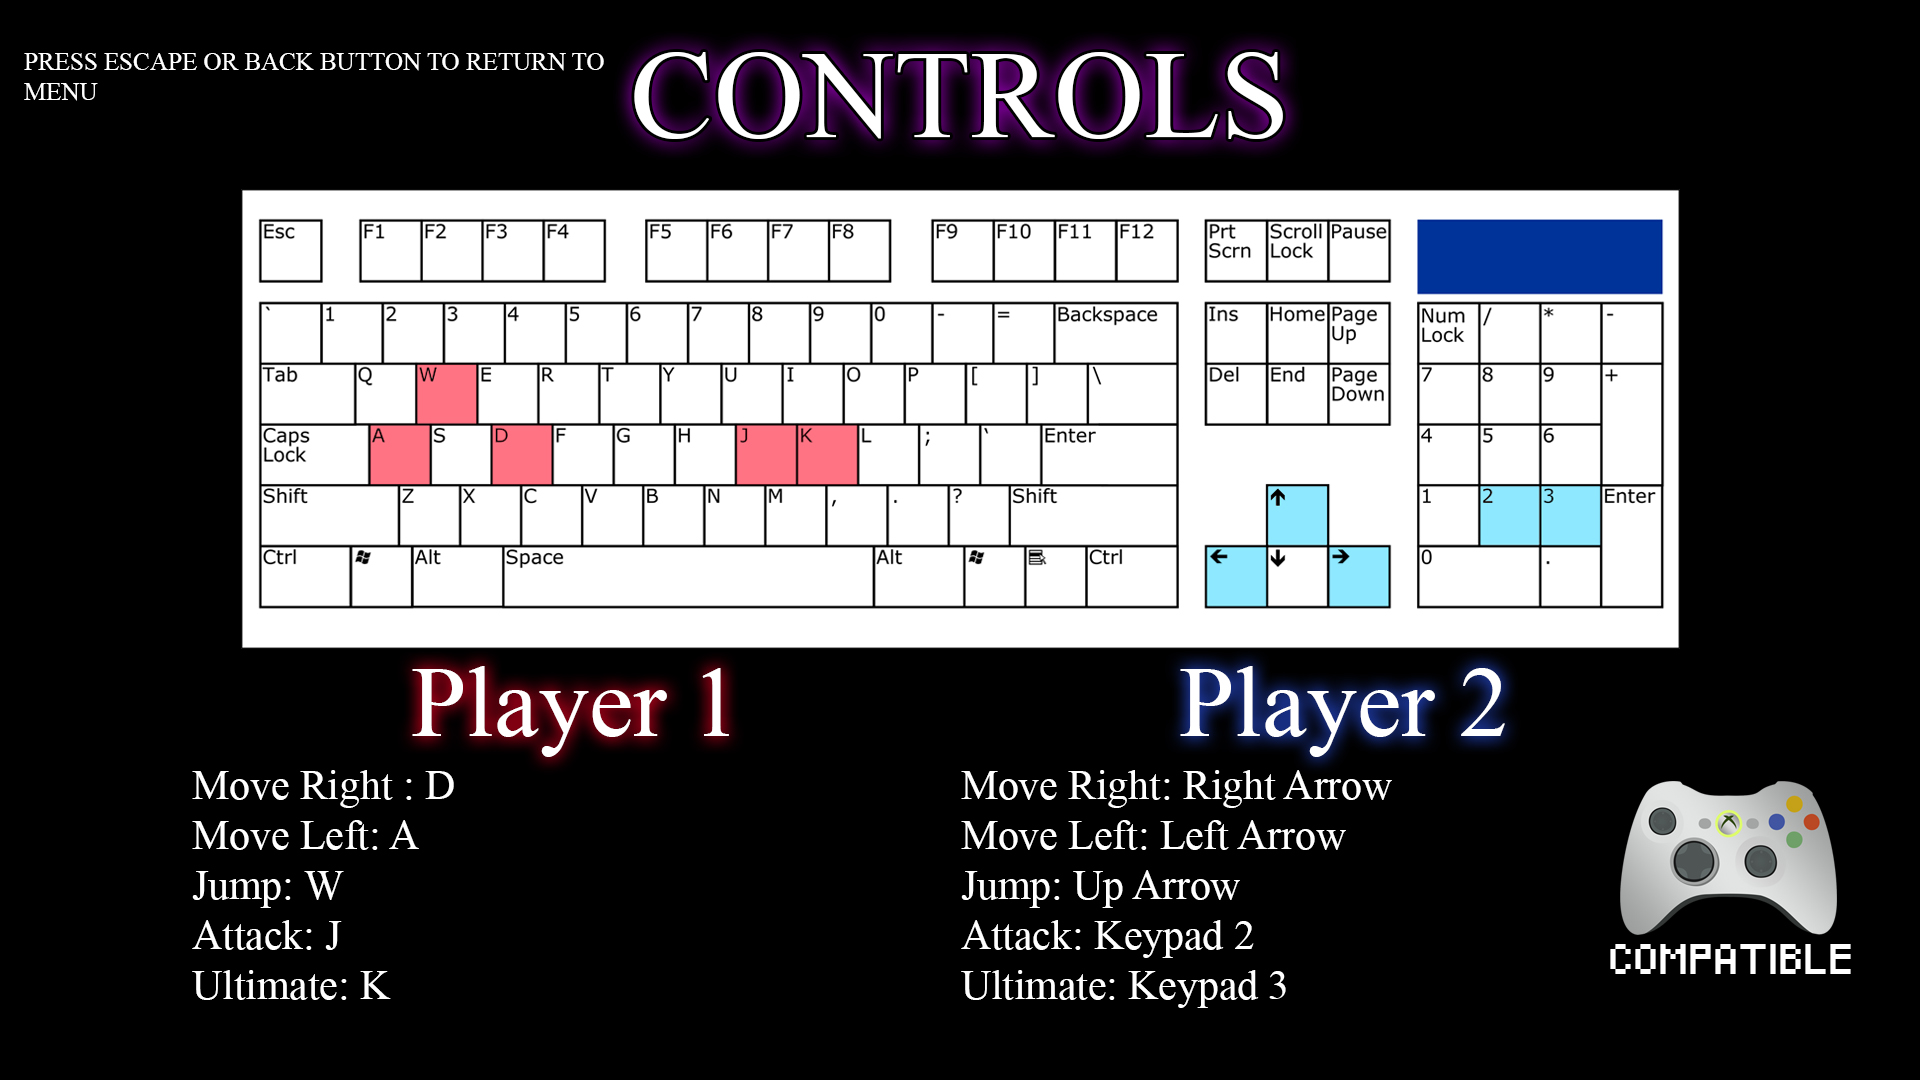 PRESS ESCAPE OR BACK BUTTON TO RETURN TO
MENU
CONTROLS
Esc F1 F2 F3 F4 F5 F6 F7 F8 F9 F10 F11 F12 Prt Scrn Scroll Lock Pause
` 1 2 3 4 5 6 7 8 9 0 - = Backspace Ins Home Page Up Num Lock / * -
Tab Q W E R T Y U I O P [ ] \ Del End Page Down 7 8 9 +
Caps Lock A S D F G H J K L ; ‛ Enter 4 5 6
Shift Z X C V B N M , . ? Shift ↑ 1 2 3 Enter
Ctrl Alt Space Alt Ctrl ← ↓ → 0 .
Player 1
Move Right : D
Move Left: A
Jump: W
Attack: J
Ultimate: K
Player 2
Move Right: Right Arrow
Move Left: Left Arrow
Jump: Up Arrow
Attack: Keypad 2
Ultimate: Keypad 3
COMPATIBLE